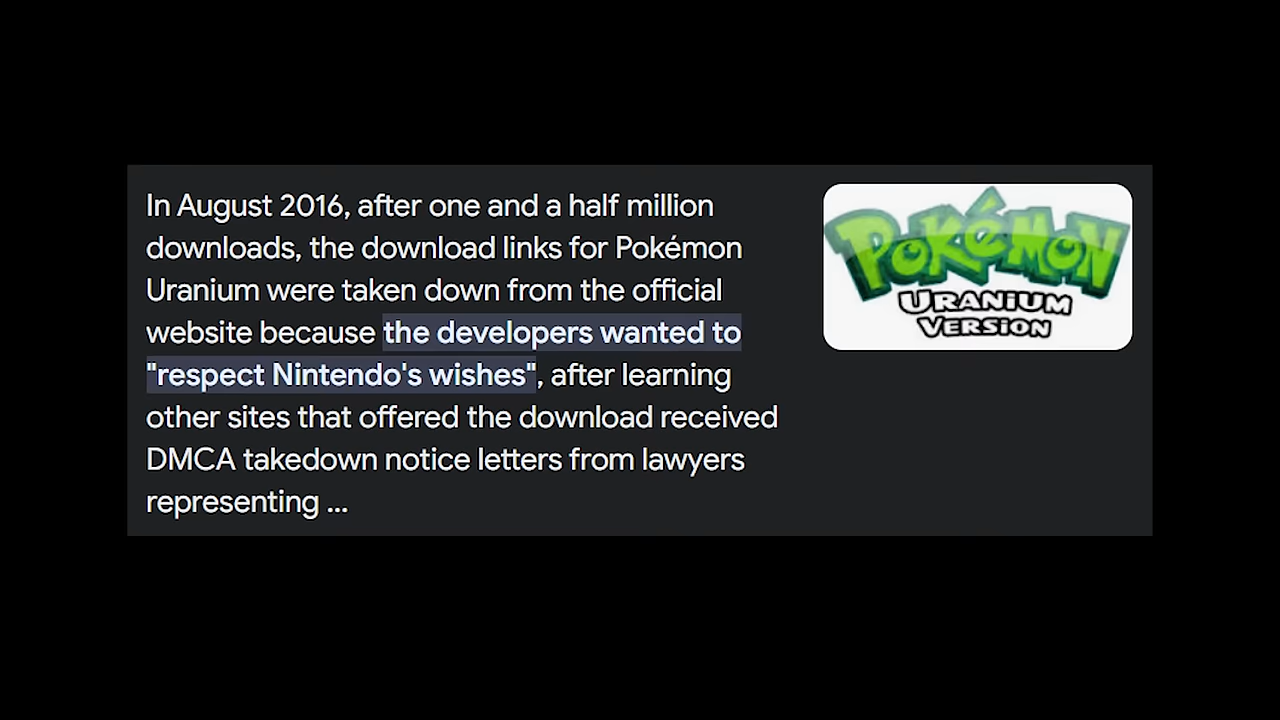 In August 2016, after one and a half million
downloads, the download links for Pokémon
Uranium were taken down from the official
website because the developers wanted to
"respect Nintendo's wishes", after learning
other sites that offered the download received
DMCA takedown notice letters from lawyers
representing ...
POKéMON
URANiUM
VERSiON